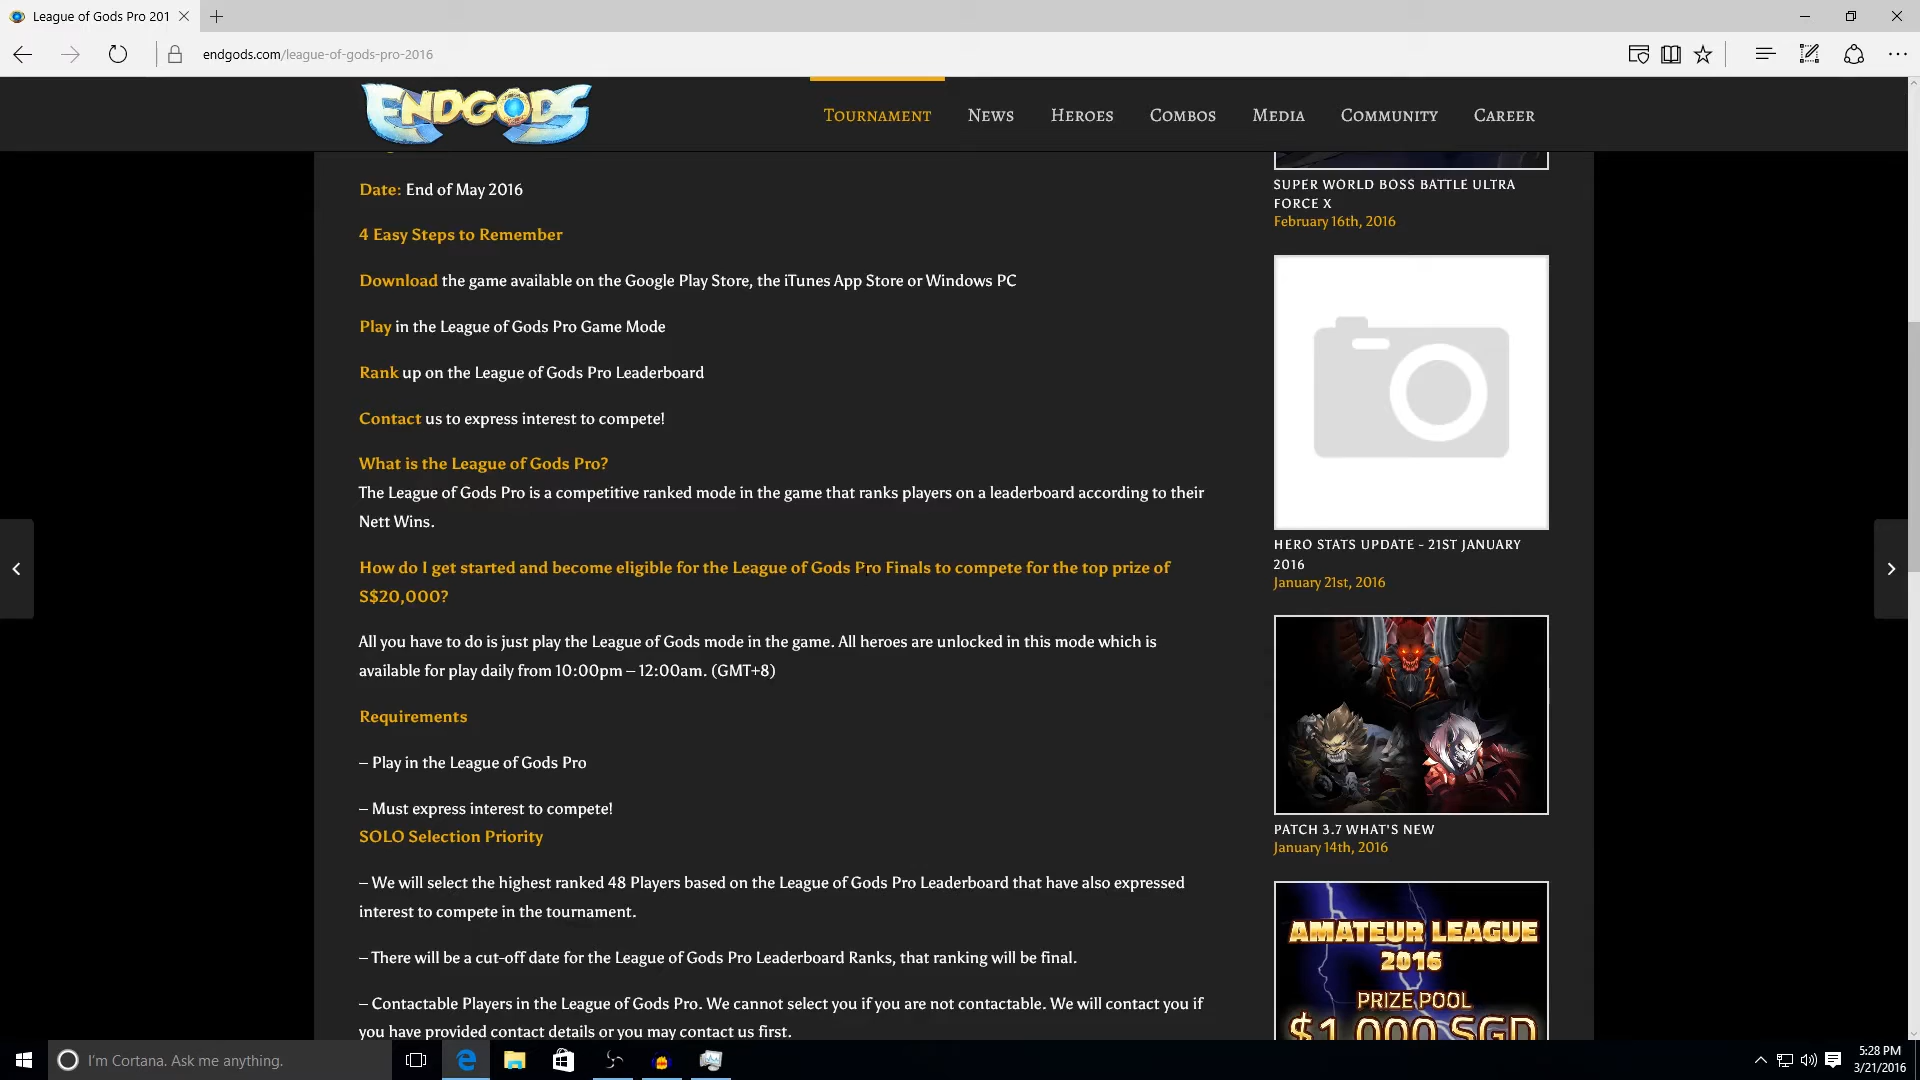 League of Gods Pro 201
endgods.com/league-of-gods-pro-2016
ENDGODS
Tournament
News
Heroes
Combos
Media
Community
Career
Date: End of May 2016
4 Easy Steps to Remember
Download the game available on the Google Play Store, the iTunes App Store or Windows PC
Play in the League of Gods Pro Game Mode
Rank up on the League of Gods Pro Leaderboard
Contact us to express interest to compete!
What is the League of Gods Pro?
The League of Gods Pro is a competitive ranked mode in the game that ranks players on a leaderboard according to their
Nett Wins.
How do I get started and become eligible for the League of Gods Pro Finals to compete for the top prize of
S$20,000?
All you have to do is just play the League of Gods mode in the game. All heroes are unlocked in this mode which is
available for play daily from 10:00pm – 12:00am. (GMT+8)
Requirements
– Play in the League of Gods Pro
– Must express interest to compete!
SOLO Selection Priority
– We will select the highest ranked 48 Players based on the League of Gods Pro Leaderboard that have also expressed
interest to compete in the tournament.
– There will be a cut-off date for the League of Gods Pro Leaderboard Ranks, that ranking will be final.
– Contactable Players in the League of Gods Pro. We cannot select you if you are not contactable. We will contact you if
you have provided contact details or you may contact us first.
SUPER WORLD BOSS BATTLE ULTRA
FORCE X
February 16th, 2016
HERO STATS UPDATE – 21ST JANUARY
2016
January 21st, 2016
PATCH 3.7 WHAT'S NEW
January 14th, 2016
AMATEUR LEAGUE
2016
PRIZE POOL
$1,000 SGD
I'm Cortana. Ask me anything.
5:28 PM
3/21/2016